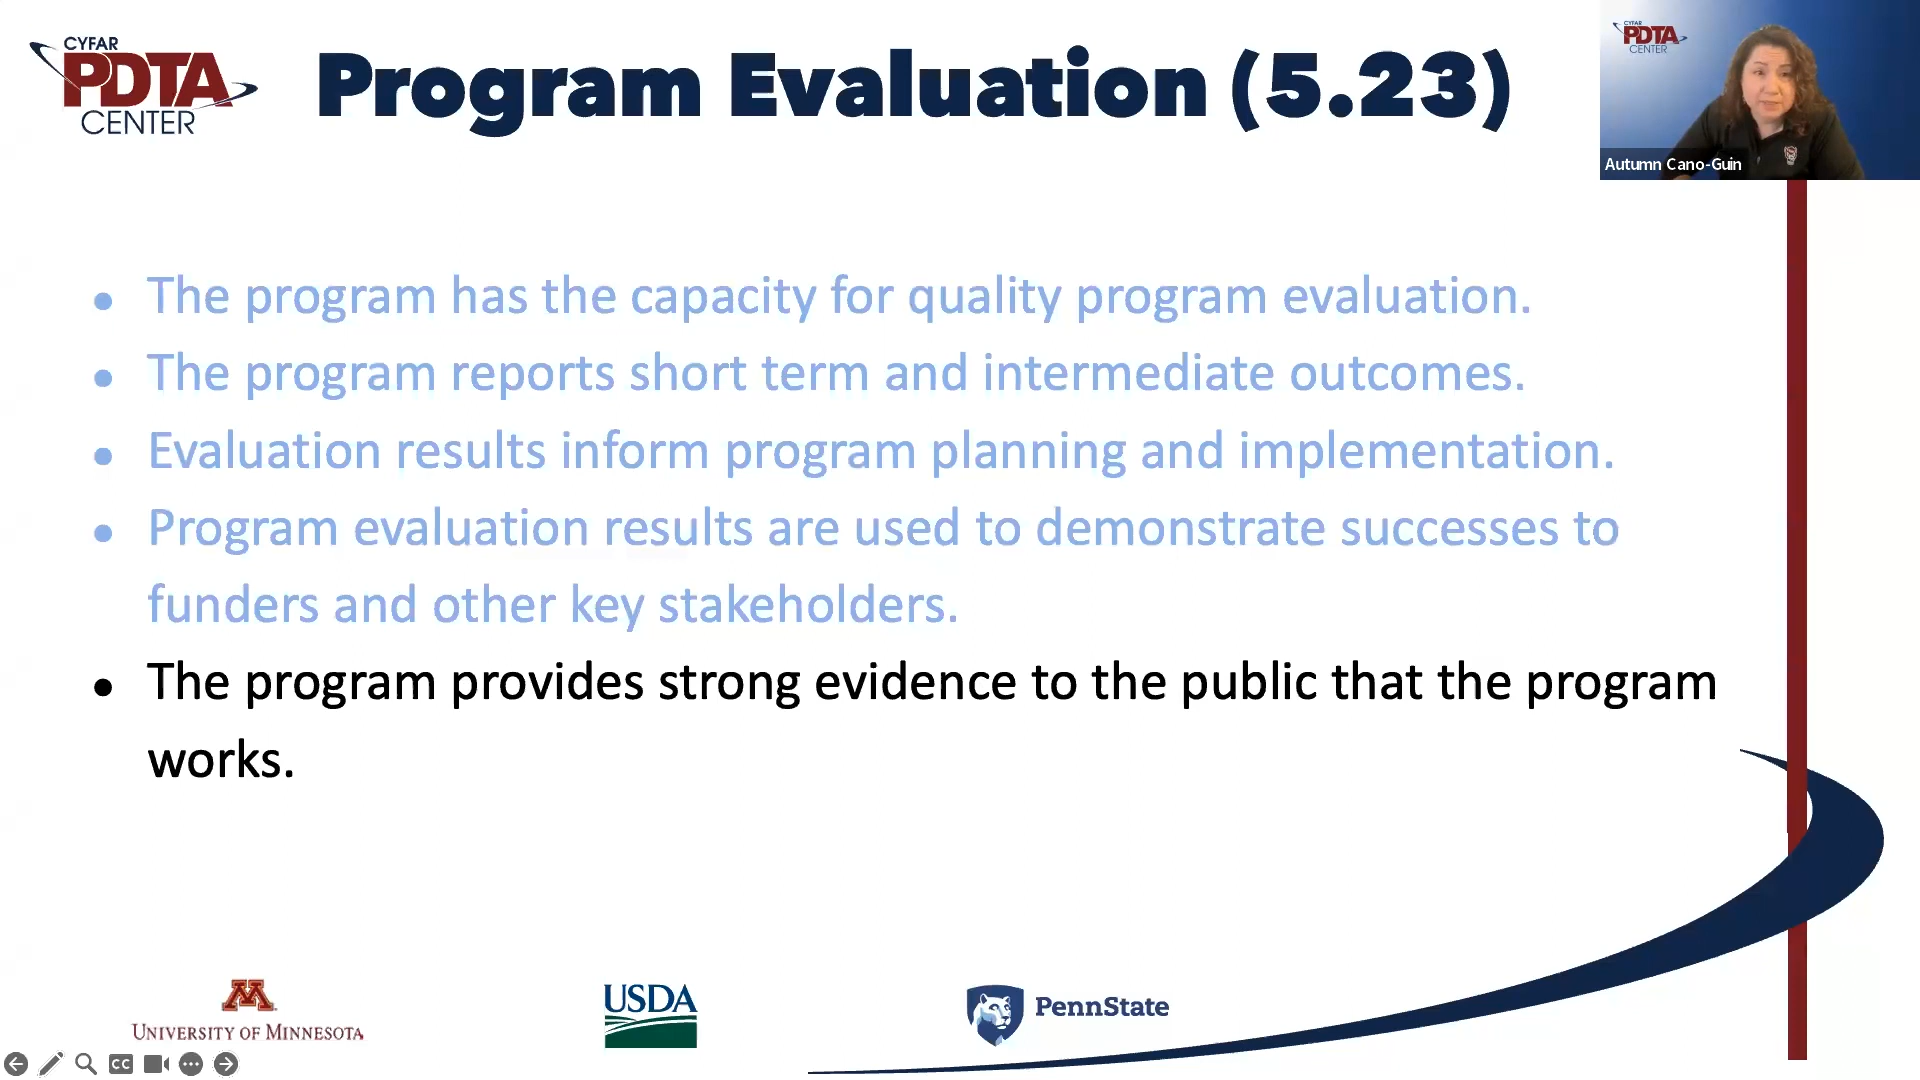 CYFAR
PDTA
CENTER
Program Evaluation (5.23)
CYFAR
PDTA
CENTER
Autumn Cano-Guin
• The program has the capacity for quality program evaluation.
• The program reports short term and intermediate outcomes.
• Evaluation results inform program planning and implementation.
• Program evaluation results are used to demonstrate successes to
funders and other key stakeholders.
• The program provides strong evidence to the public that the program
works.
M
UNIVERSITY OF MINNESOTA
USDA
PennState
CC